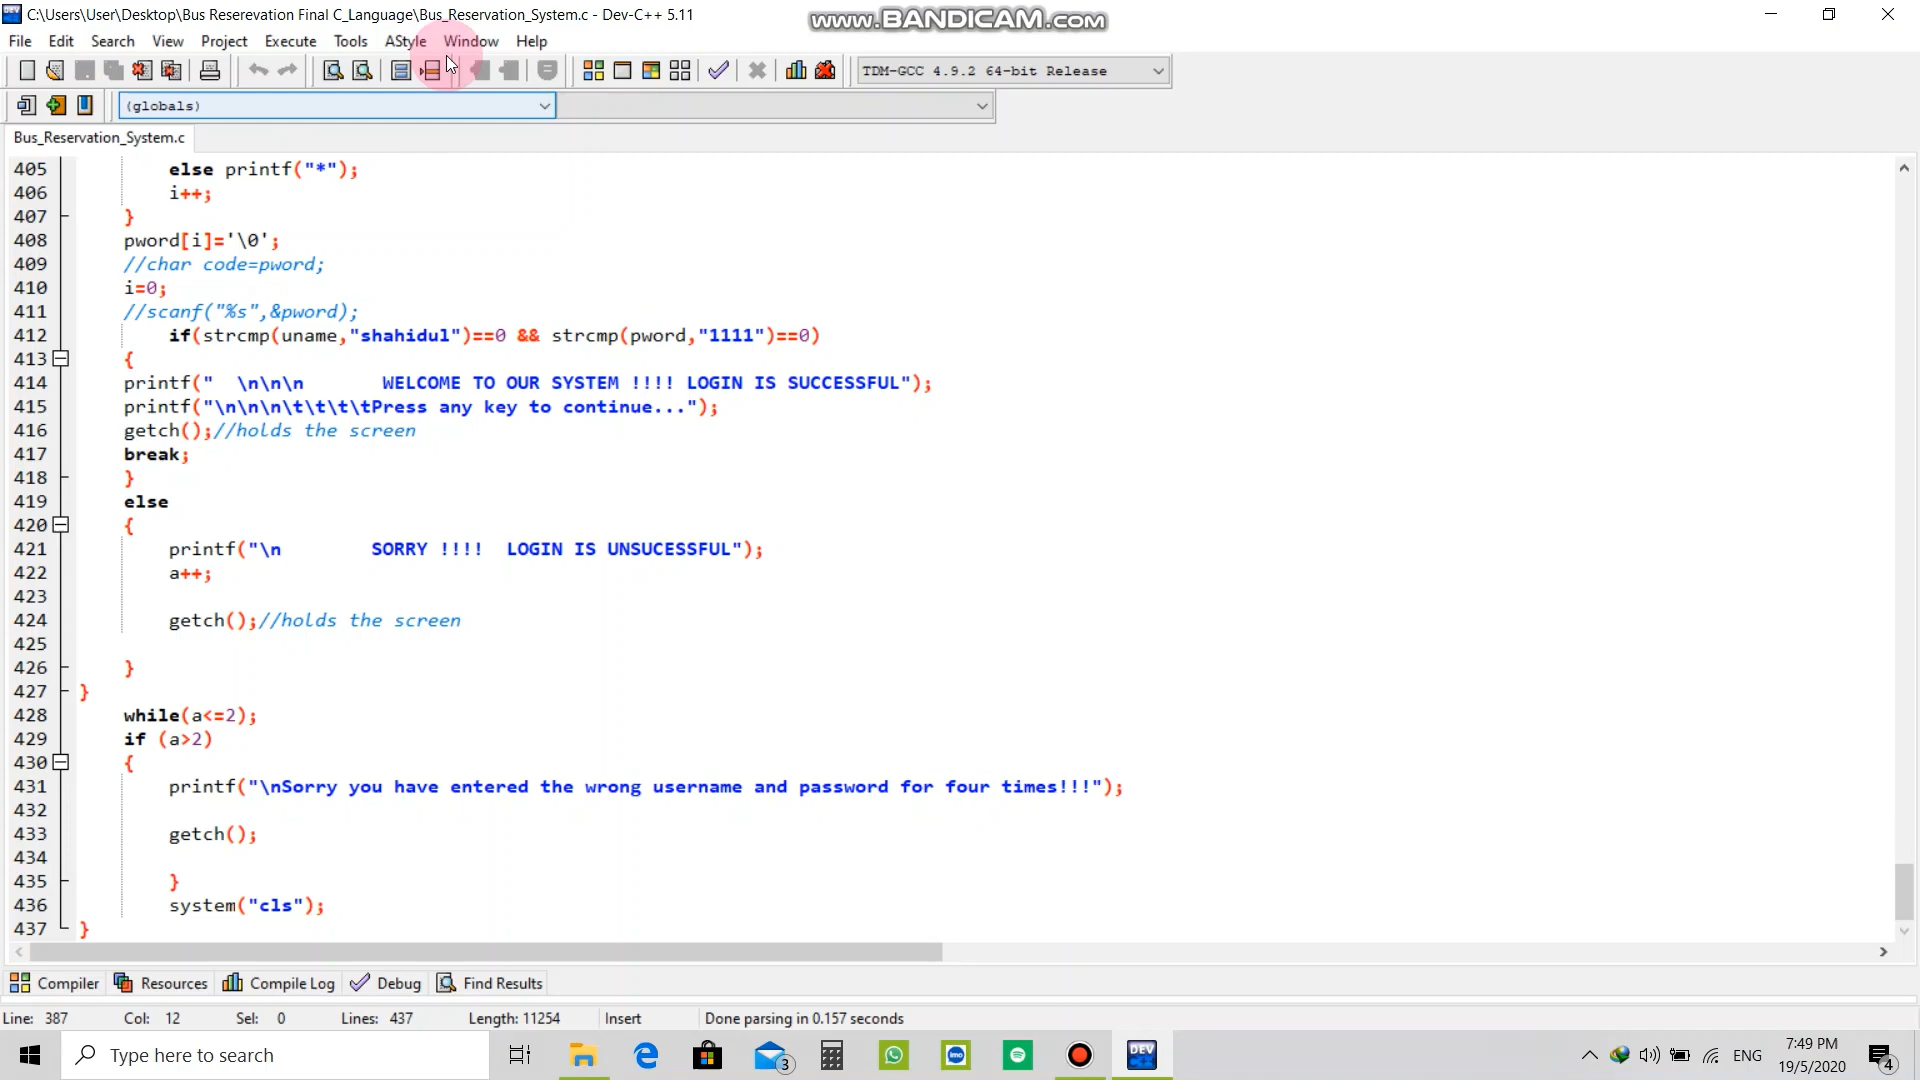 C:\Users\User\Desktop\Bus Reserevation Final C_Language\Bus_Reservation_System.c - Dev-C++ 5.11
www.BANDICAM.com
File Edit Search View Project Execute Tools AStyle Window Help
TDM-GCC 4.9.2 64-bit Release
(globals)
Bus_Reservation_System.c
405 else printf("*");
406 i++;
407 }
408 pword[i]='\0';
409 //char code=pword;
410 i=0;
411 //scanf("%s",&pword);
412 if(strcmp(uname,"shahidul")==0 && strcmp(pword,"1111")==0)
413 {
414 printf("  \n\n\n       WELCOME TO OUR SYSTEM !!!! LOGIN IS SUCCESSFUL");
415 printf("\n\n\n\t\t\t\tPress any key to continue...");
416 getch();//holds the screen
417 break;
418 }
419 else
420 {
421 printf("\n        SORRY !!!!  LOGIN IS UNSUCESSFUL");
422 a++;
423
424 getch();//holds the screen
425
426 }
427 }
428 while(a<=2);
429 if (a>2)
430 {
431 printf("\nSorry you have entered the wrong username and password for four times!!!");
432
433 getch();
434
435 }
436 system("cls");
437 }
Compiler Resources Compile Log Debug Find Results
Line: 387 Col: 12 Sel: 0 Lines: 437 Length: 11254 Insert Done parsing in 0.157 seconds
Type here to search
3
imo
DEV
ENG
7:49 PM
19/5/2020
4